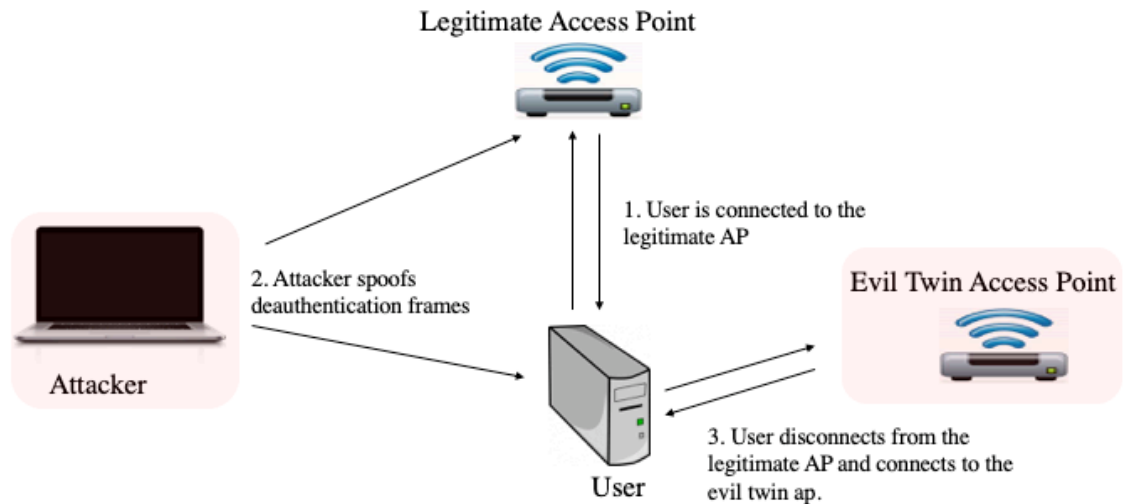 Legitimate Access Point
1. User is connected to the
legitimate AP
2. Attacker spoofs
deauthentication frames
Evil Twin Access Point
Attacker
3. User disconnects from the
legitimate AP and connects to the
evil twin ap.
User